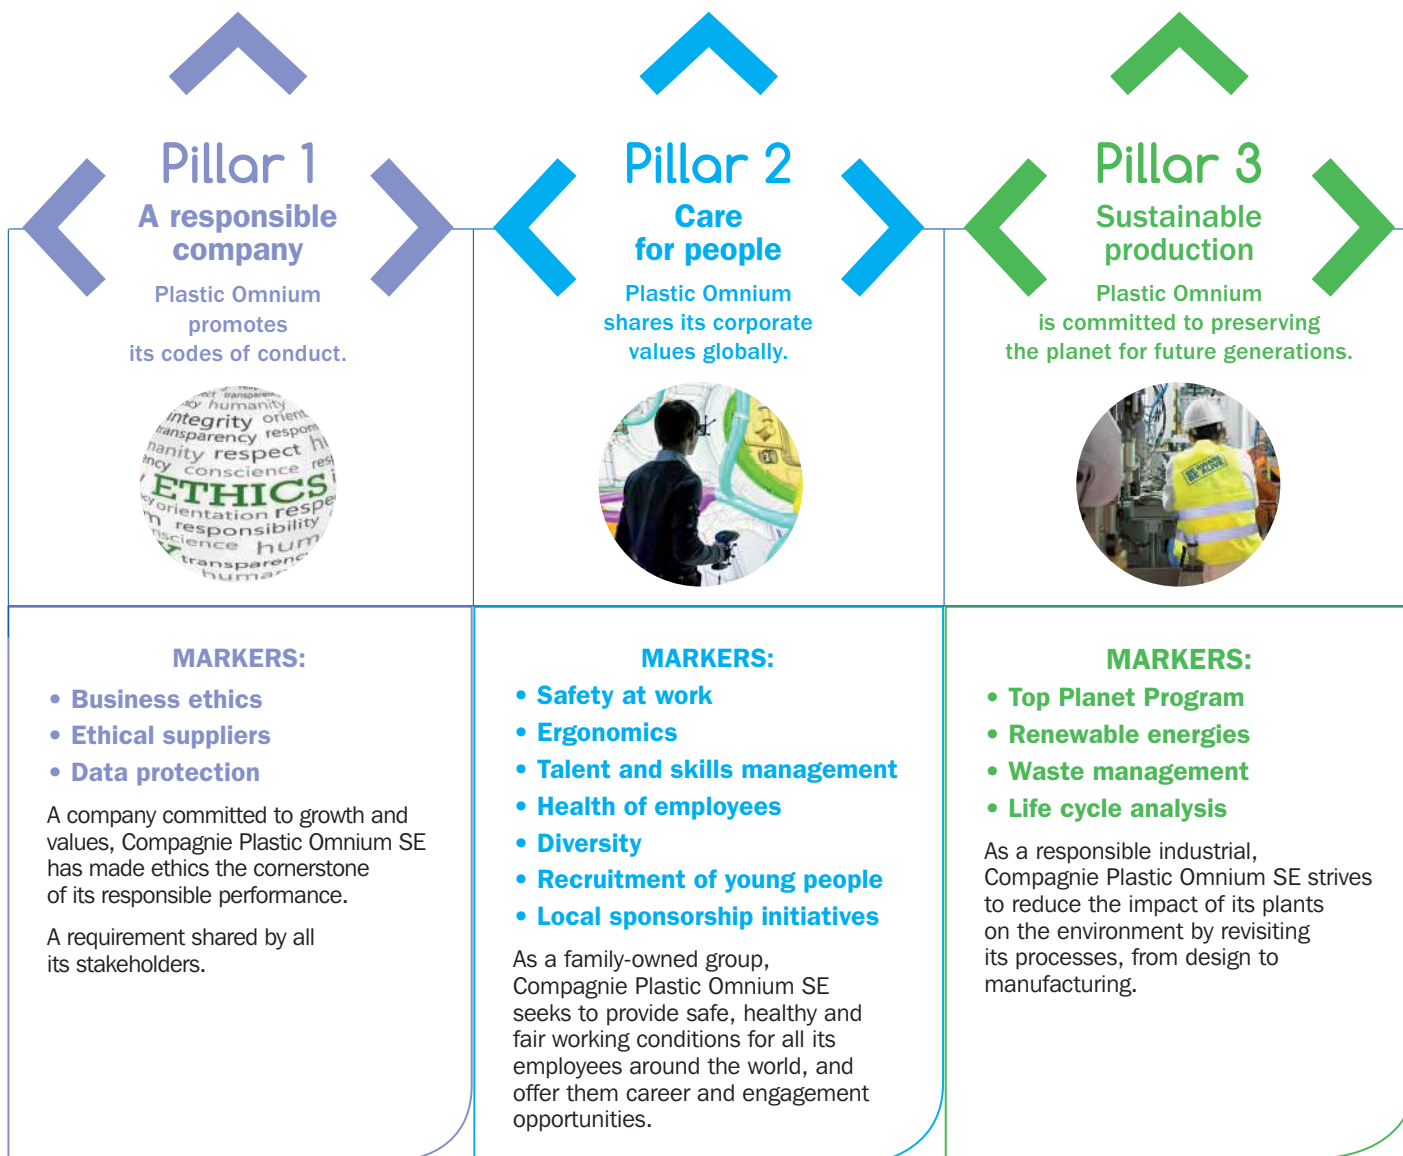 Pillar 1
A responsible
company
Plastic Omnium
promotes
its codes of conduct.
humanity
integrity
transparency
respect
conscience
ETHICS
orientation
responsibility
transparency
MARKERS:
• Business ethics
• Ethical suppliers
• Data protection
A company committed to growth and
values, Compagnie Plastic Omnium SE
has made ethics the cornerstone
of its responsible performance.
A requirement shared by all
its stakeholders.
Pillar 2
Care
for people
Plastic Omnium
shares its corporate
values globally.
MARKERS:
• Safety at work
• Ergonomics
• Talent and skills management
• Health of employees
• Diversity
• Recruitment of young people
• Local sponsorship initiatives
As a family-owned group,
Compagnie Plastic Omnium SE
seeks to provide safe, healthy and
fair working conditions for all its
employees around the world, and
offer them career and engagement
opportunities.
Pillar 3
Sustainable
production
Plastic Omnium
is committed to preserving
the planet for future generations.
BE AWARE
BE ALIVE
MARKERS:
• Top Planet Program
• Renewable energies
• Waste management
• Life cycle analysis
As a responsible industrial,
Compagnie Plastic Omnium SE strives
to reduce the impact of its plants
on the environment by revisiting
its processes, from design to
manufacturing.